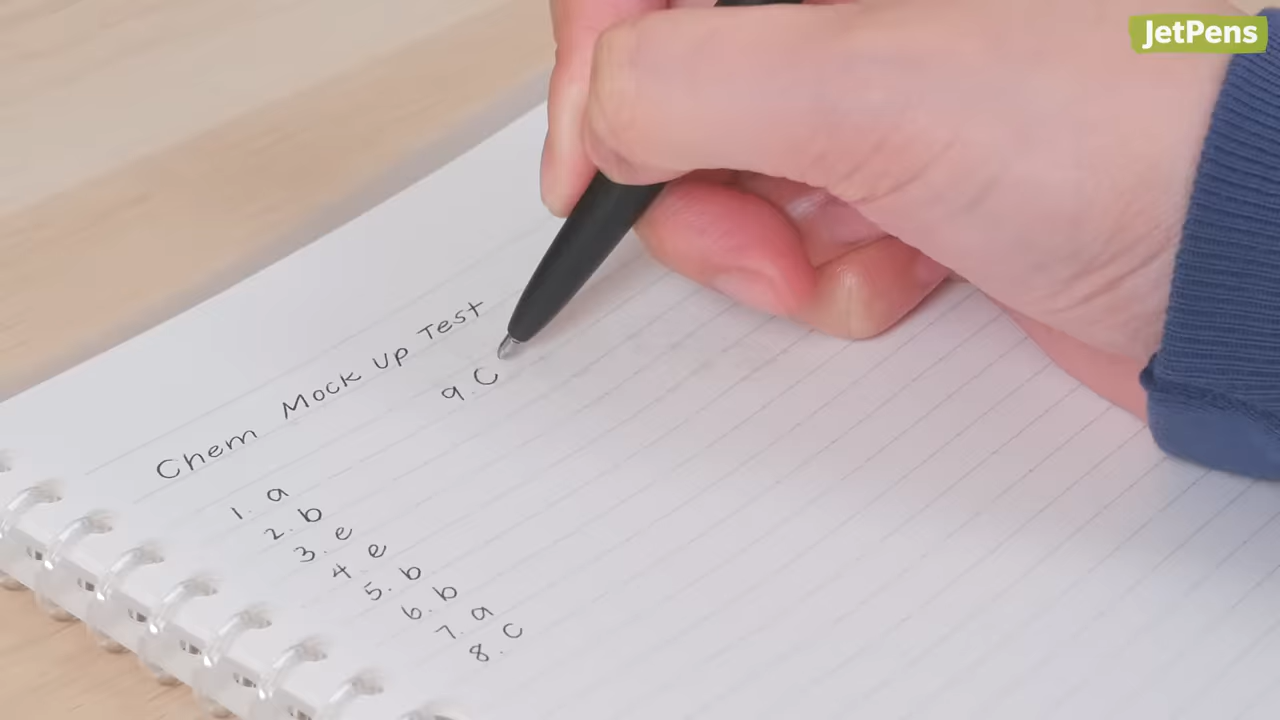 JetPens
Chem Mock Up Test
1. a
2. b
3. e
4 e
5. b
6. b
7. a
8. C
9. C